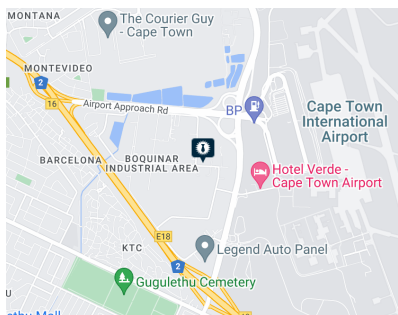 MONTANA
The Courier Guy
- Cape Town
MONTEVIDEO
2
16
Airport Approach Rd
BP
Cape Town
International
Airport
BARCELONA
BOQUINAR
INDUSTRIAL AREA
Hotel Verde -
Cape Town Airport
E18
KTC
Legend Auto Panel
2
U
Gugulethu Cemetery
Mall